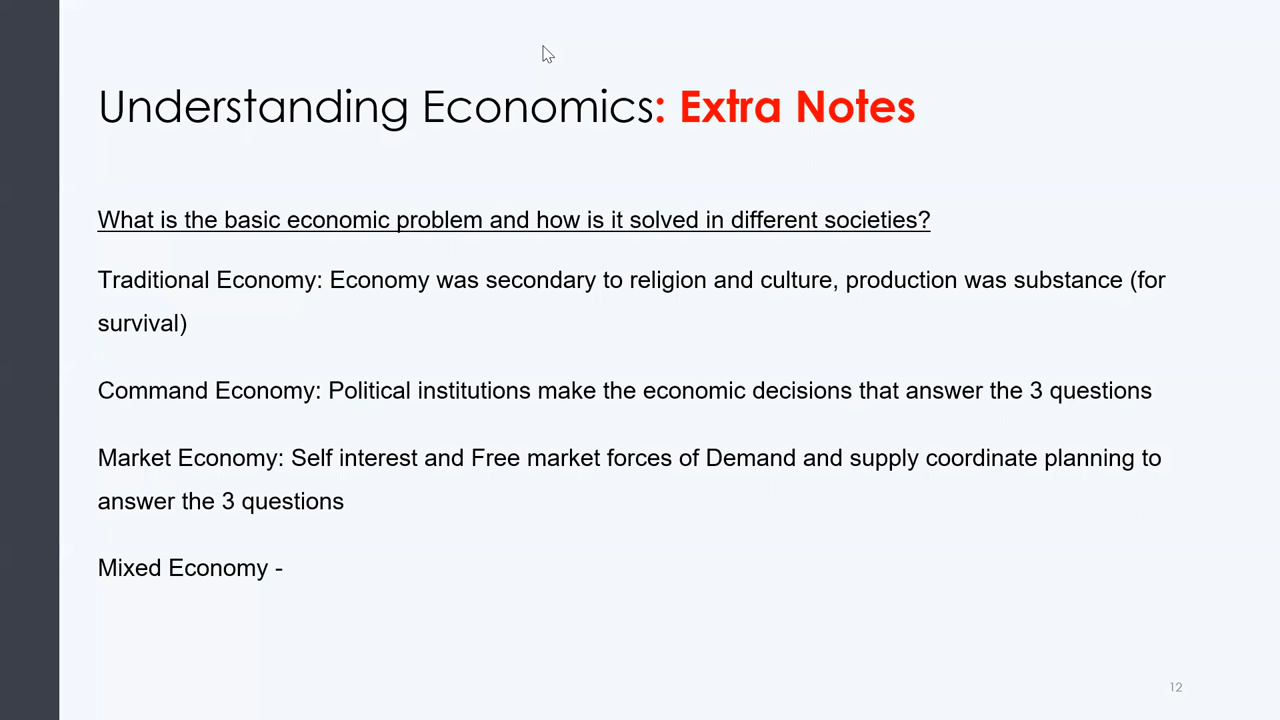 Understanding Economics: Extra Notes
What is the basic economic problem and how is it solved in different societies?
Traditional Economy: Economy was secondary to religion and culture, production was substance (for
survival)
Command Economy: Political institutions make the economic decisions that answer the 3 questions
Market Economy: Self interest and Free market forces of Demand and supply coordinate planning to
answer the 3 questions
Mixed Economy -
12